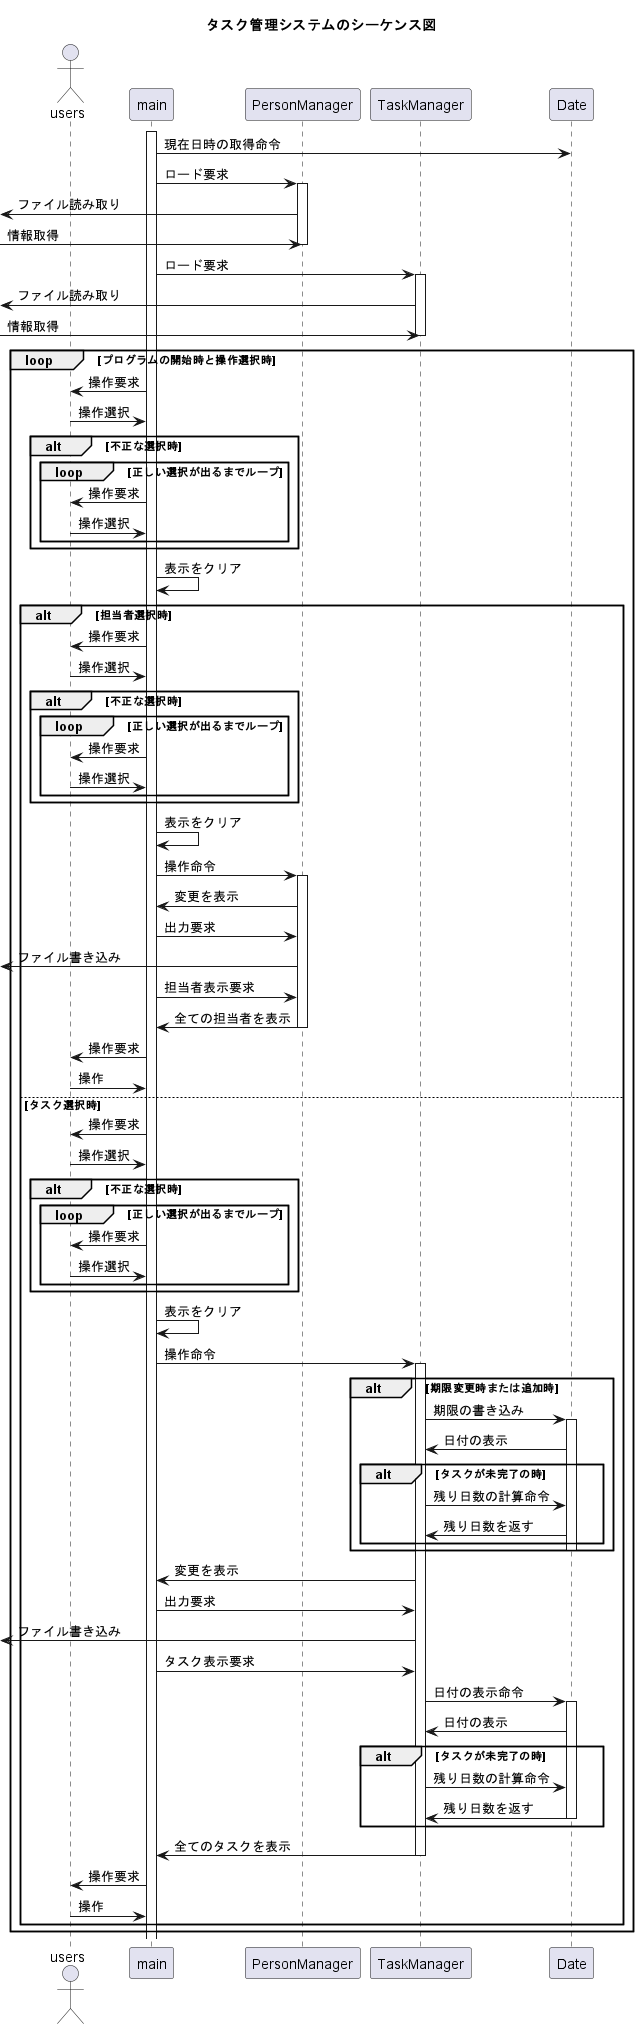 タスク管理システムのシーケンス図
users
main
PersonManager
TaskManager
Date
現在日時の取得命令
ロード要求
ファイル読み取り
情報取得
ロード要求
ファイル読み取り
情報取得
loop [プログラムの開始時と操作選択時]
操作要求
操作選択
alt [不正な選択時]
loop [正しい選択が出るまでループ]
操作要求
操作選択
表示をクリア
alt [担当者選択時]
操作要求
操作選択
alt [不正な選択時]
loop [正しい選択が出るまでループ]
操作要求
操作選択
表示をクリア
操作命令
変更を表示
出力要求
ファイル書き込み
担当者表示要求
全ての担当者を表示
操作要求
操作
[タスク選択時]
操作要求
操作選択
alt [不正な選択時]
loop [正しい選択が出るまでループ]
操作要求
操作選択
表示をクリア
操作命令
alt [期限変更時または追加時]
期限の書き込み
日付の表示
alt [タスクが未完了の時]
残り日数の計算命令
残り日数を返す
変更を表示
出力要求
ファイル書き込み
タスク表示要求
日付の表示命令
日付の表示
alt [タスクが未完了の時]
残り日数の計算命令
残り日数を返す
全てのタスクを表示
操作要求
操作
users
main
PersonManager
TaskManager
Date